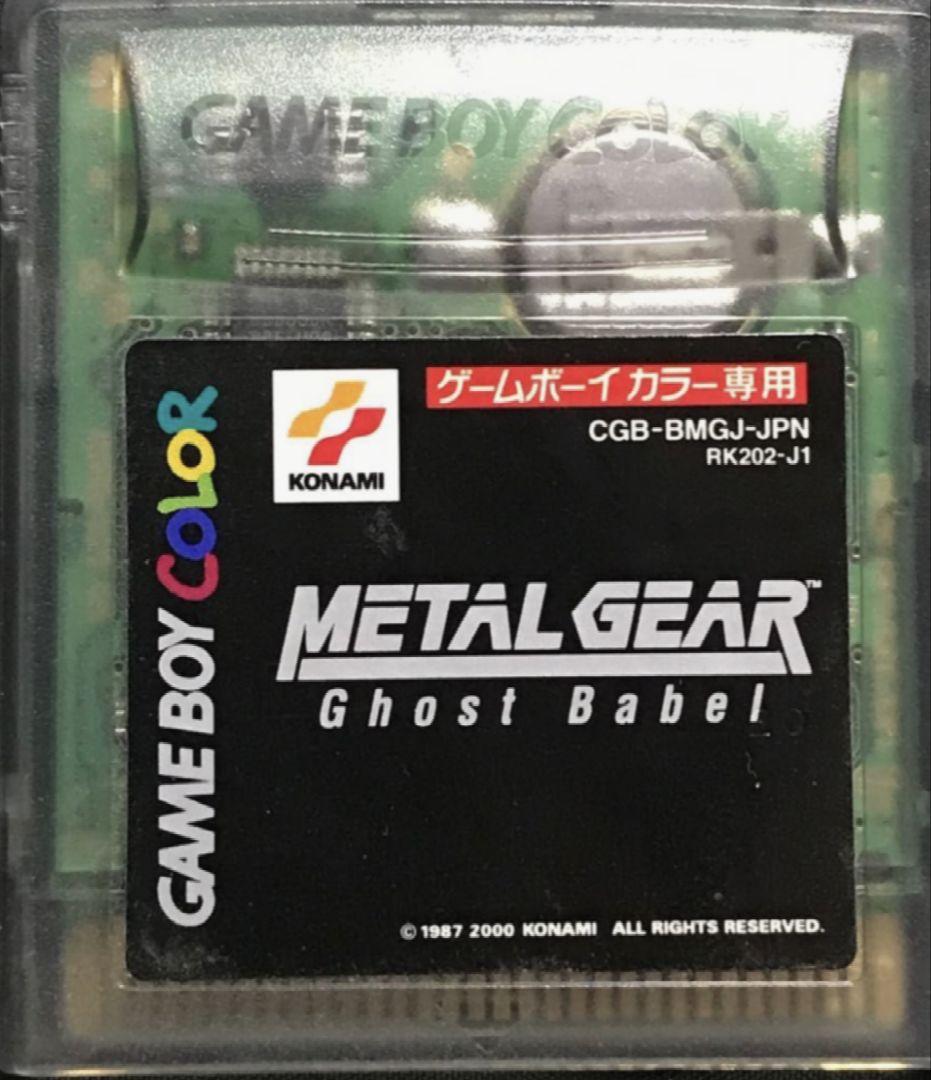 GAME BOY COLOR
GAME BOY COLOR
KONAMI
ゲームボーイカラー専用
CGB-BMGJ-JPN
RK202-J1
METAL GEAR™
Ghost Babel
© 1987 2000 KONAMI ALL RIGHTS RESERVED.